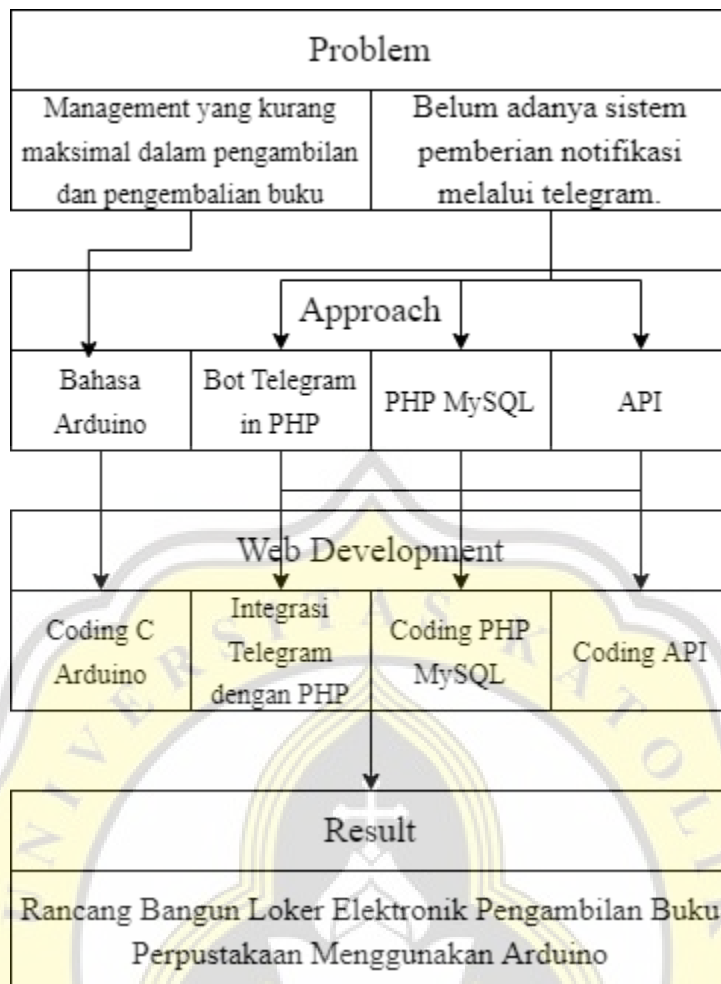 Problem
Management yang kurang
maksimal dalam pengambilan
dan pengembalian buku
Belum adanya sistem
pemberian notifikasi
melalui telegram.
Approach
Bahasa
Arduino
Bot Telegram
in PHP
PHP MySQL
API
Web Development
Coding C
Arduino
Integrasi
Telegram
dengan PHP
Coding PHP
MySQL
Coding API
Result
Rancang Bangun Loker Elektronik Pengambilan Buku
Perpustakaan Menggunakan Arduino
UNIVERSITAS KATOLI